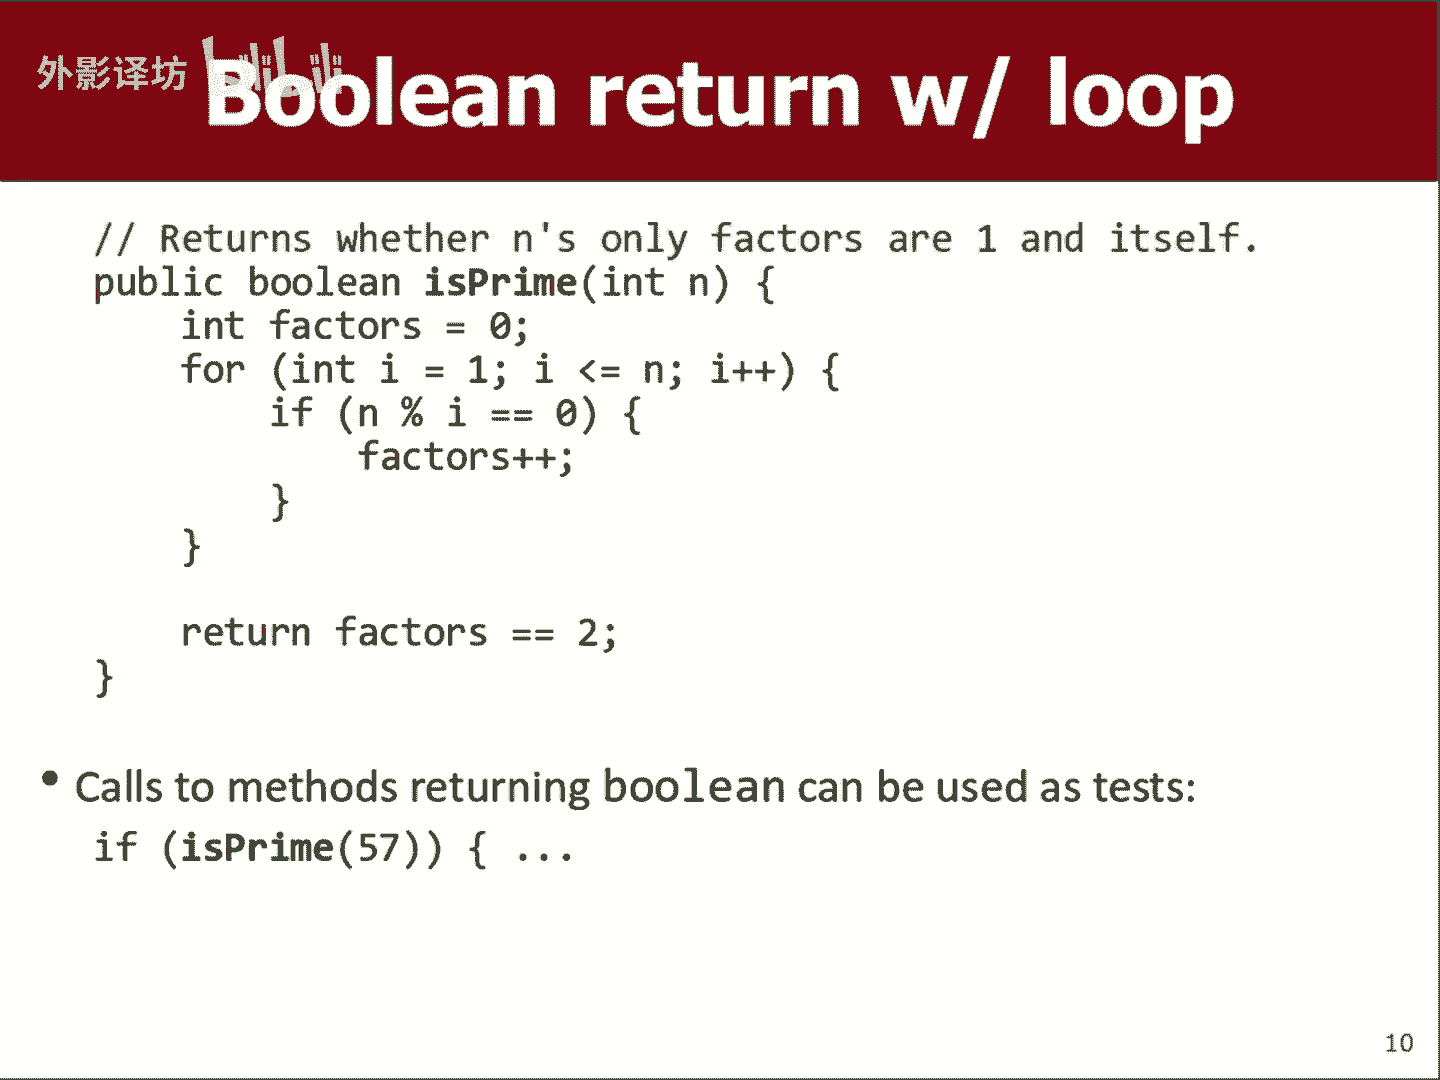 外影译坊 bilibili
Boolean return w/ loop
// Returns whether n's only factors are 1 and itself.
public boolean isPrime(int n) {
    int factors = 0;
    for (int i = 1; i <= n; i++) {
        if (n % i == 0) {
            factors++;
        }
    }
    return factors == 2;
}
• Calls to methods returning boolean can be used as tests:
if (isPrime(57)) { ...
10